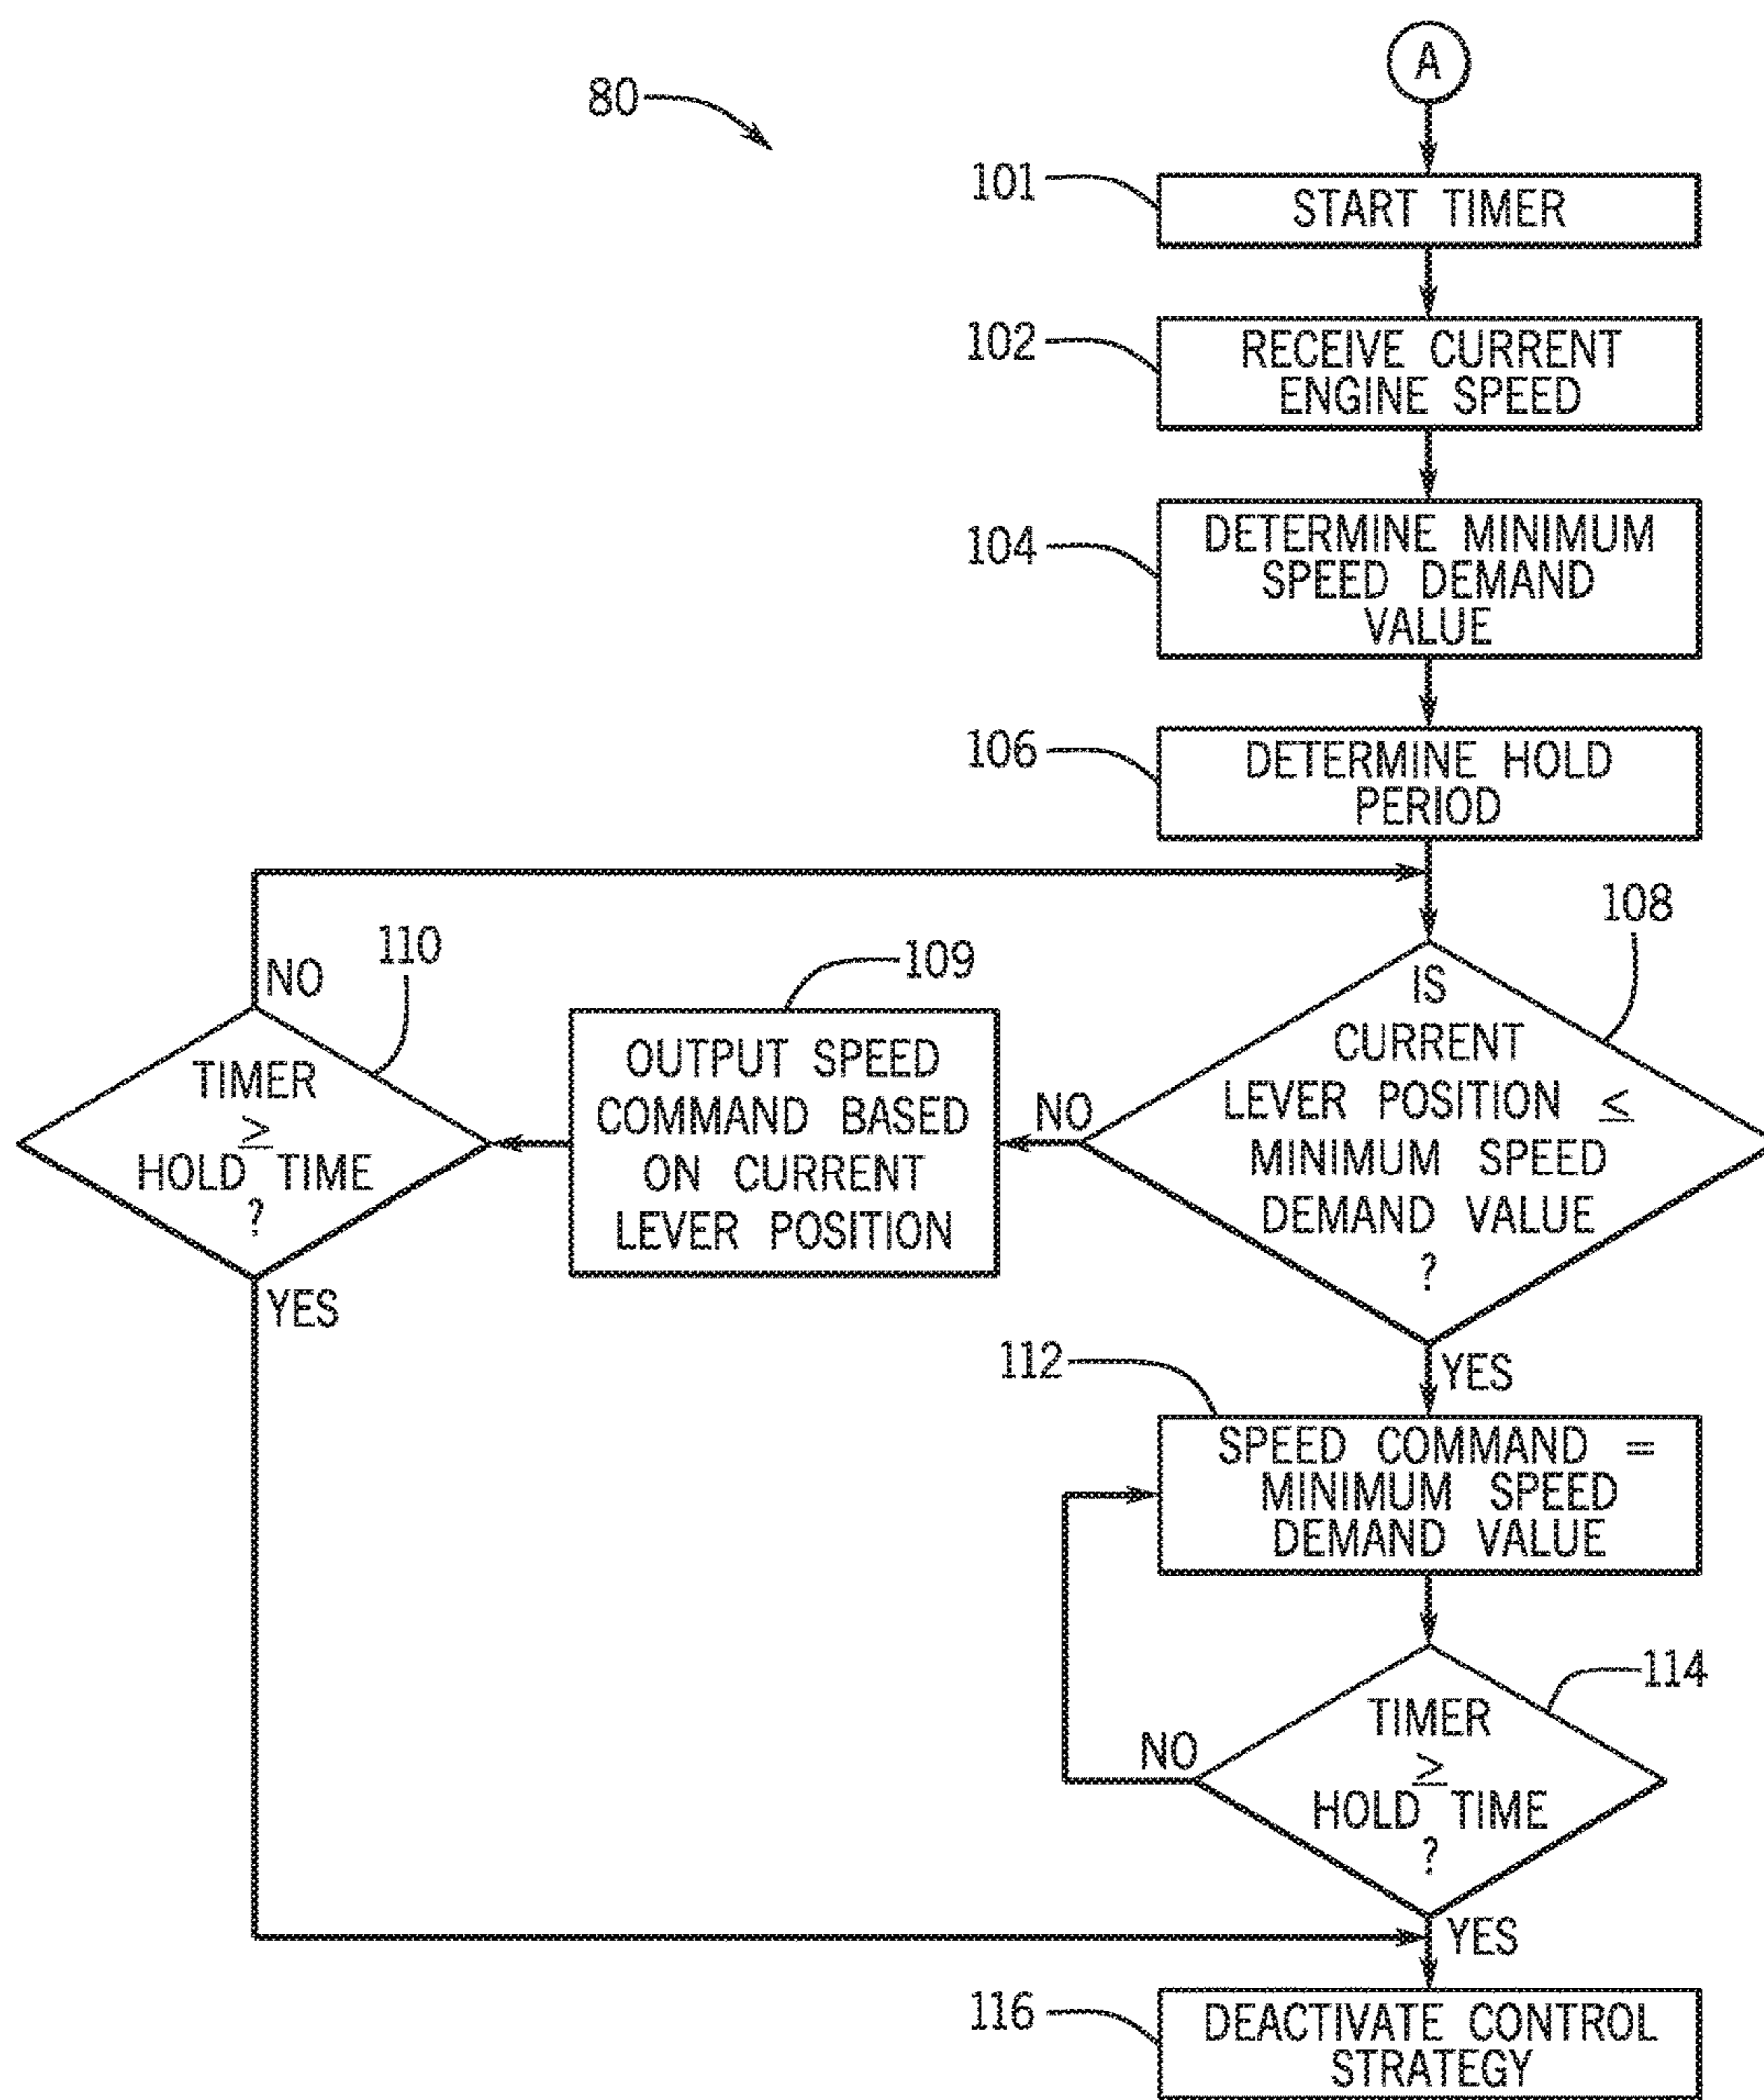 A
80
101
START TIMER
102
RECEIVE CURRENT
ENGINE SPEED
104
DETERMINE MINIMUM
SPEED DEMAND
VALUE
106
DETERMINE HOLD
PERIOD
108
IS
CURRENT
LEVER POSITION ≤
MINIMUM SPEED
DEMAND VALUE
?
NO
109
OUTPUT SPEED
COMMAND BASED
ON CURRENT
LEVER POSITION
110
NO
TIMER
≥
HOLD TIME
?
YES
YES
112
SPEED COMMAND =
MINIMUM SPEED
DEMAND VALUE
114
TIMER
≥
HOLD TIME
?
NO
YES
116
DEACTIVATE CONTROL
STRATEGY